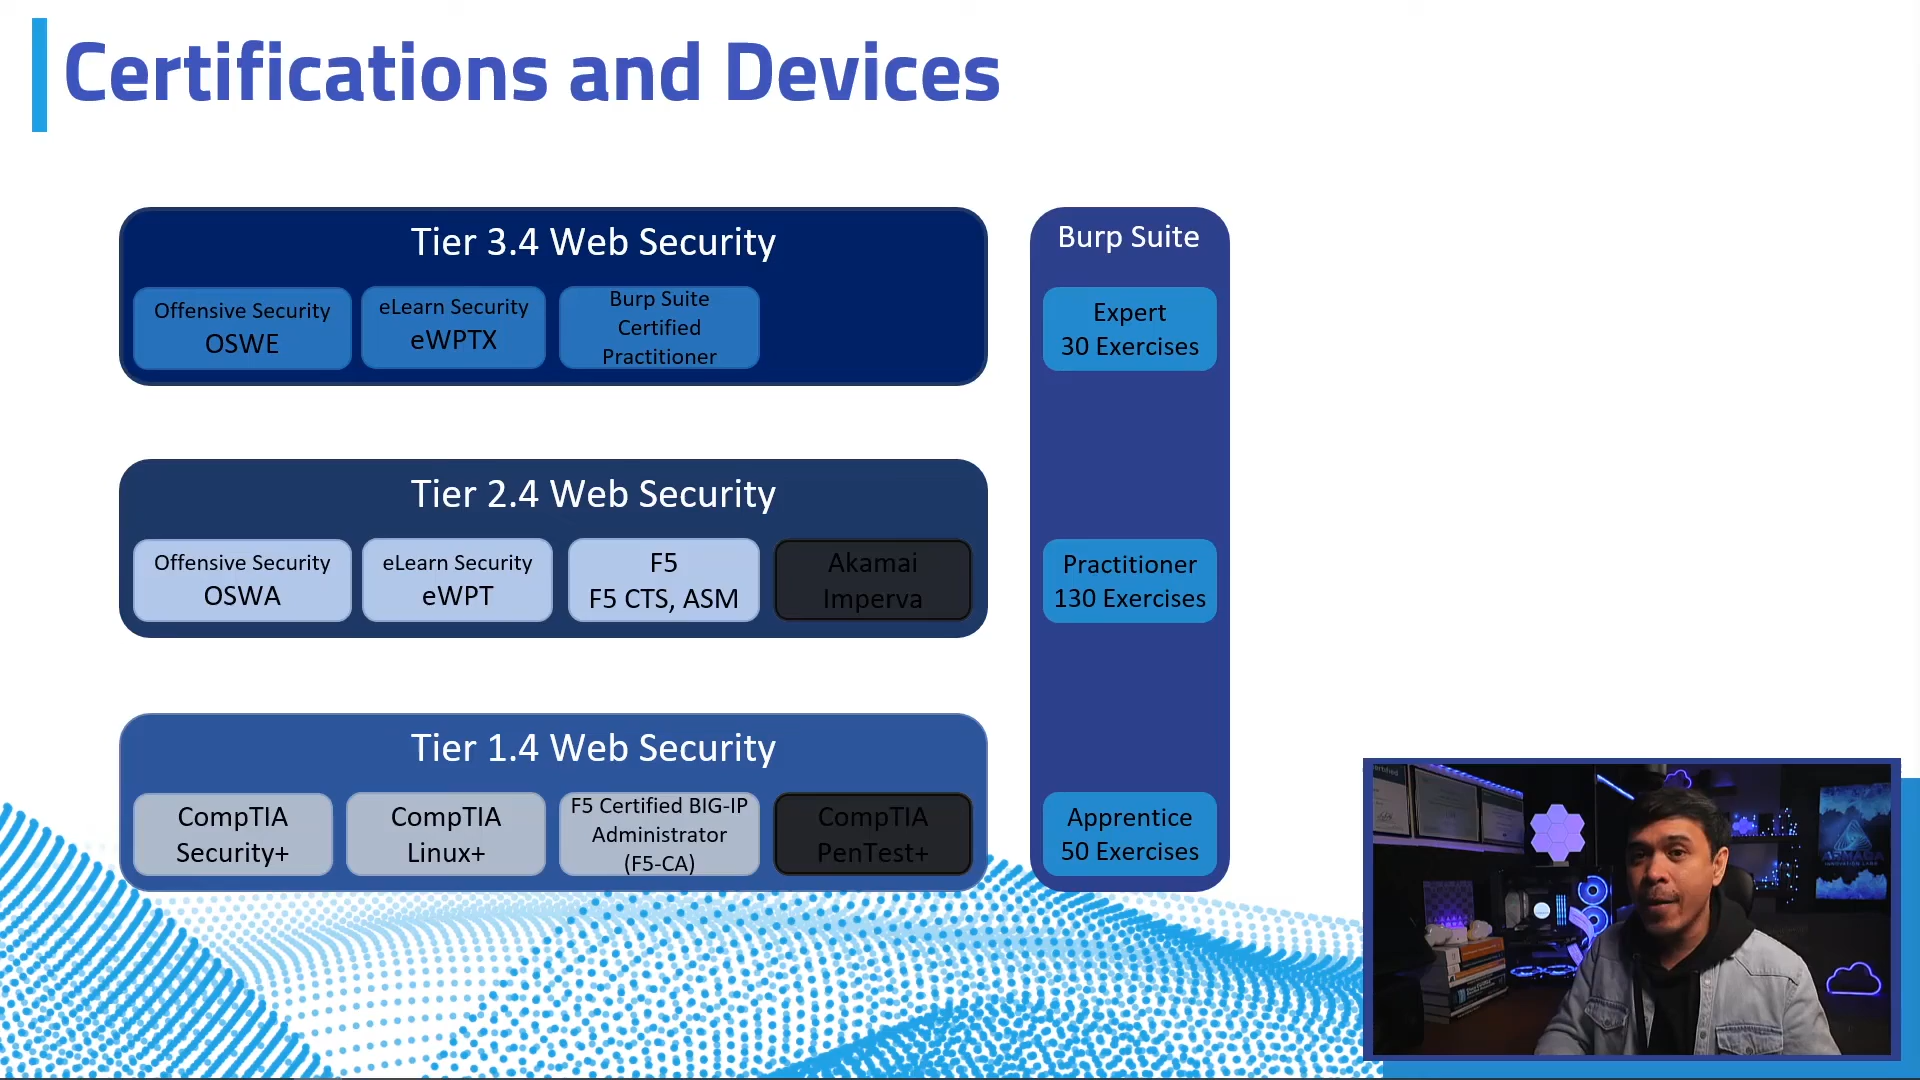 Certifications and Devices
Tier 3.4 Web Security
Offensive Security
OSWE
eLearn Security
eWPTX
Burp Suite
Certified
Practitioner
Tier 2.4 Web Security
Offensive Security
OSWA
eLearn Security
eWPT
F5
F5 CTS, ASM
Akamai
Imperva
Tier 1.4 Web Security
CompTIA
Security+
CompTIA
Linux+
F5 Certified BIG-IP
Administrator
(F5-CA)
CompTIA
PenTest+
Burp Suite
Expert
30 Exercises
Practitioner
130 Exercises
Apprentice
50 Exercises
ARMADA